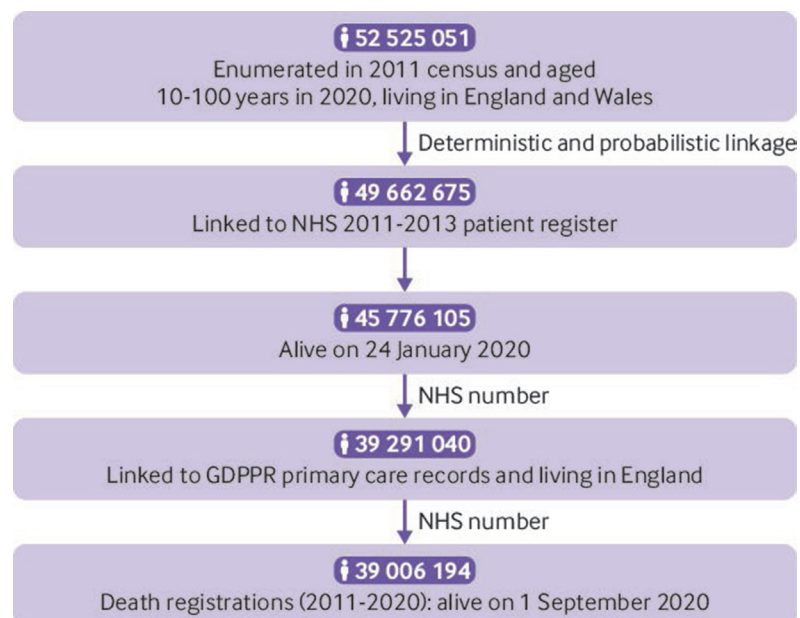 52 525 051
Enumerated in 2011 census and aged
10-100 years in 2020, living in England and Wales
Deterministic and probabilistic linkage
49 662 675
Linked to NHS 2011-2013 patient register
45 776 105
Alive on 24 January 2020
NHS number
39 291 040
Linked to GDPPR primary care records and living in England
NHS number
39 006 194
Death registrations (2011-2020): alive on 1 September 2020